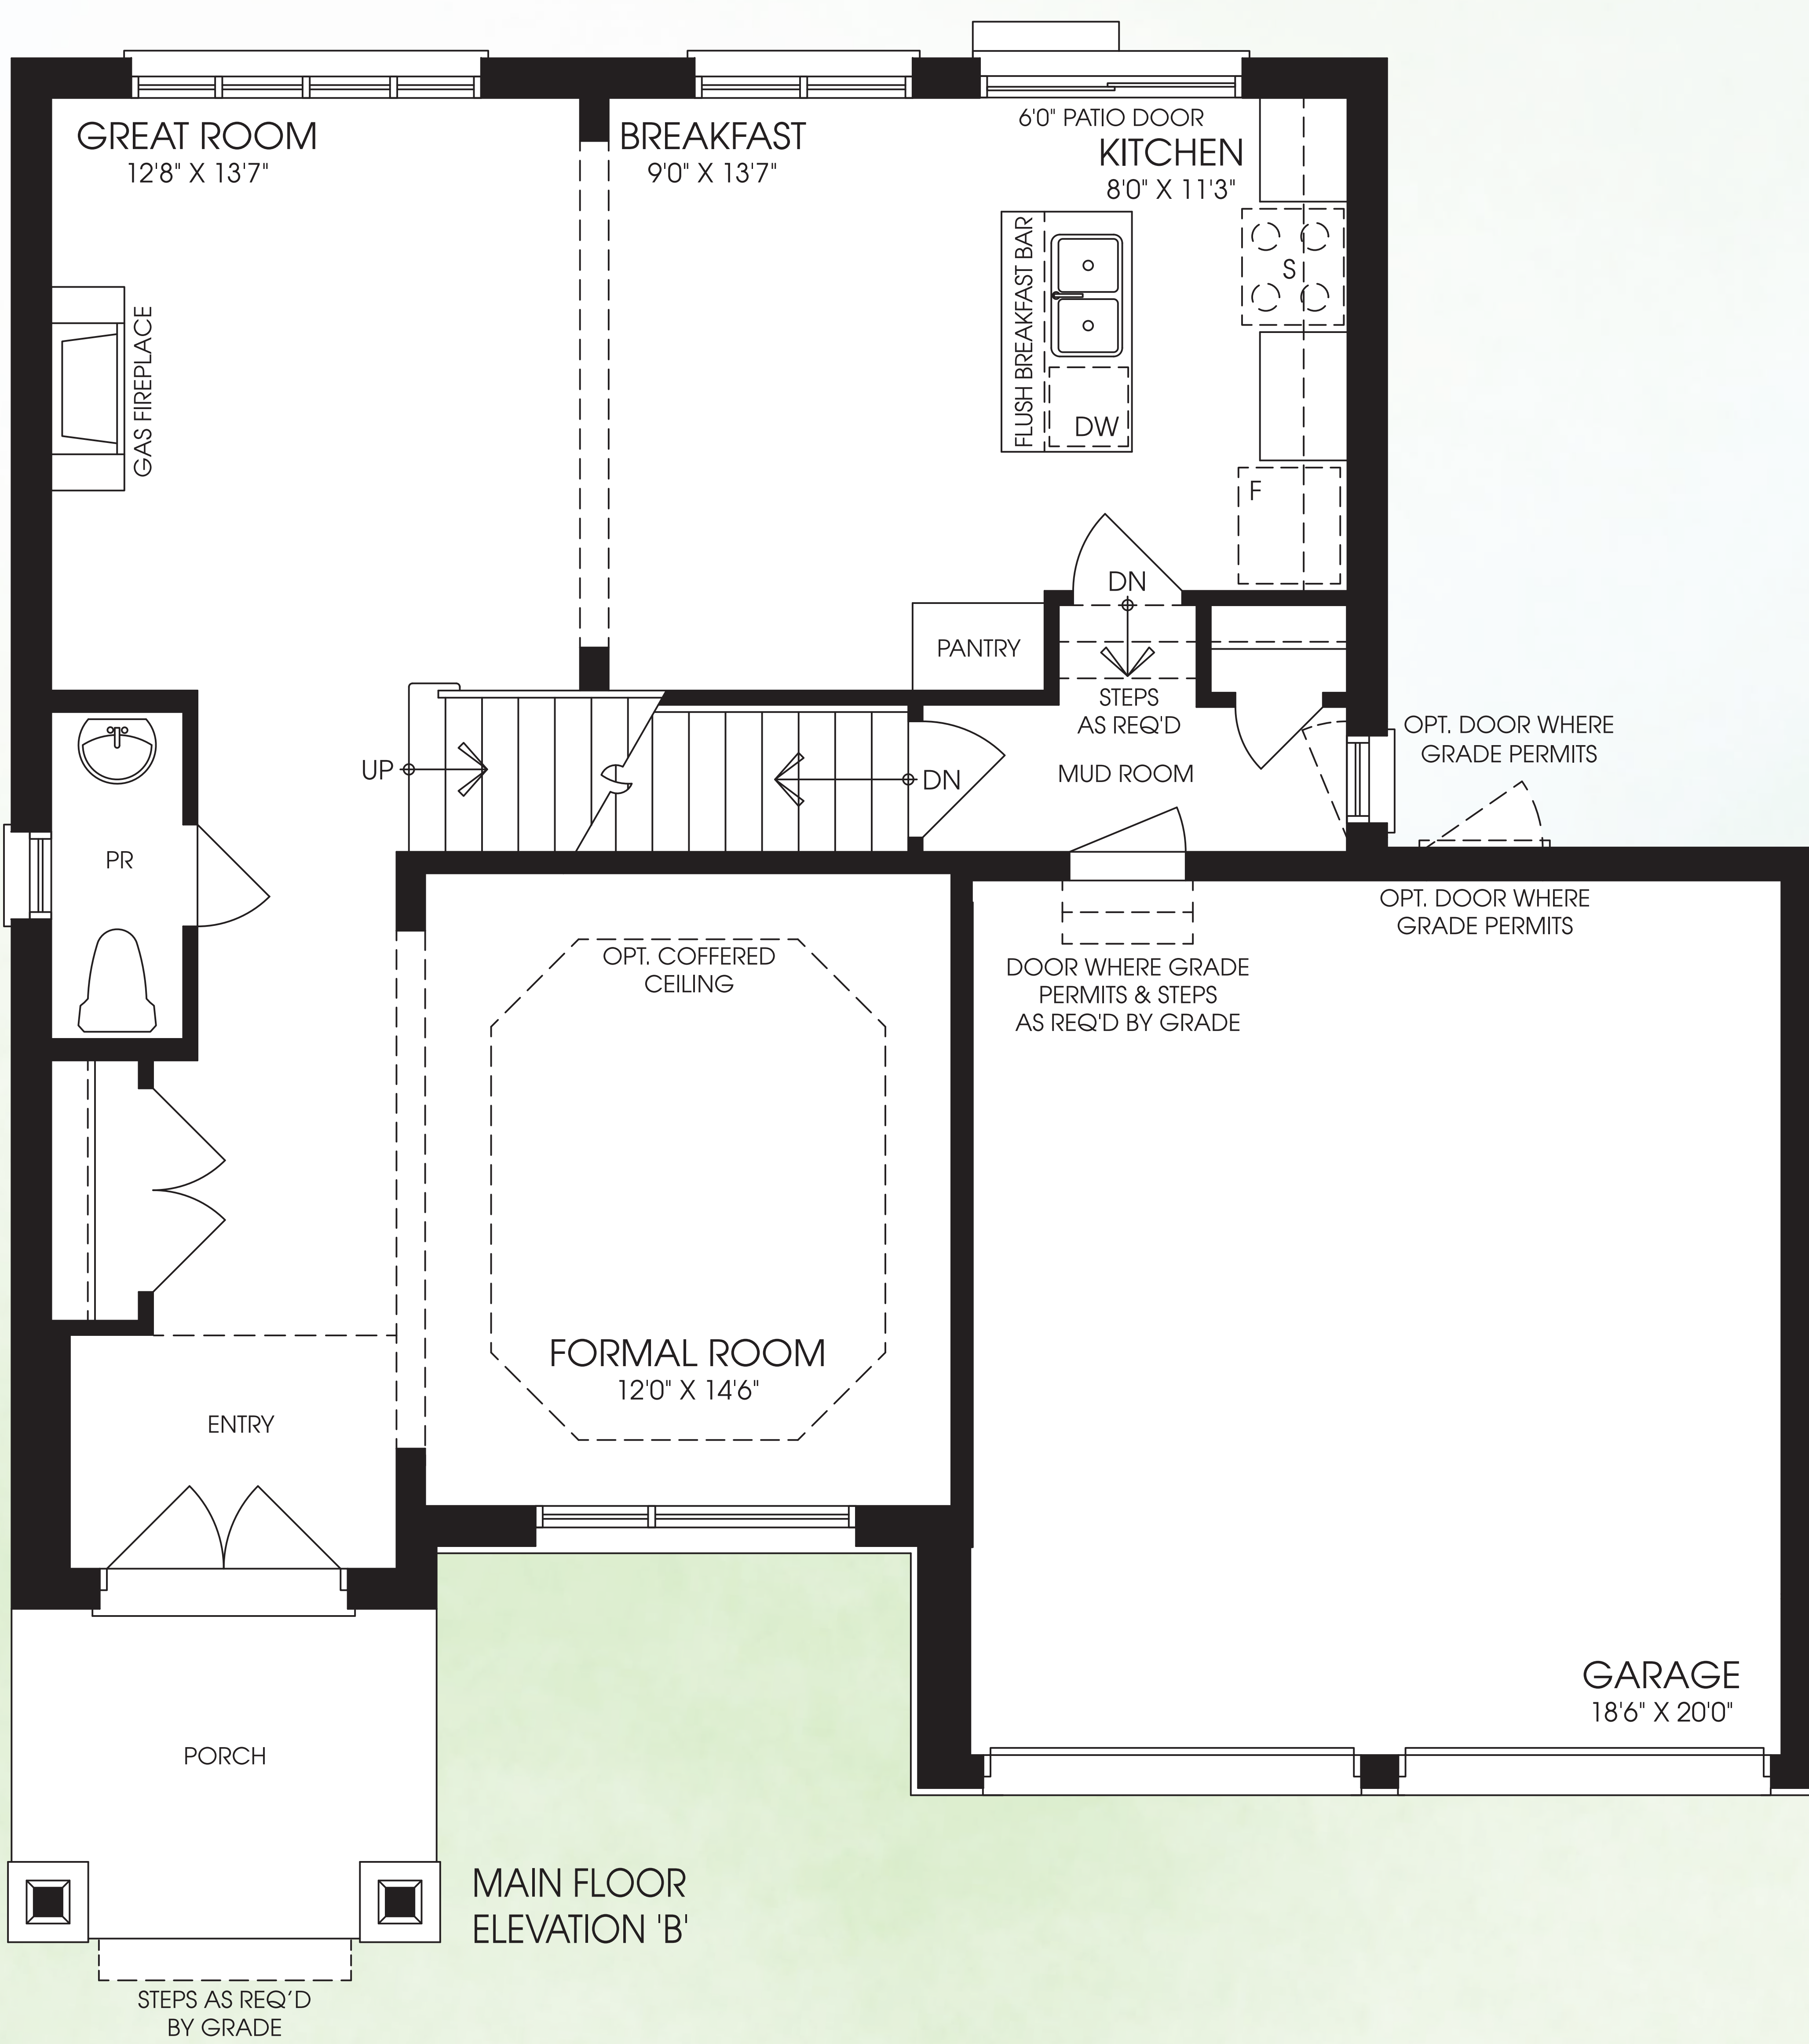 6'0" PATIO DOOR
GREAT ROOM
12'8" X 13'7"
BREAKFAST
9'0" X 13'7"
KITCHEN
8'0" X 11'3"
FLUSH BREAKFAST BAR
S
DW
F
GAS FIREPLACE
DN
PANTRY
STEPS
AS REQ'D
MUD ROOM
UP
DN
OPT. DOOR WHERE
GRADE PERMITS
PR
OPT. DOOR WHERE
GRADE PERMITS
OPT. COFFERED
CEILING
DOOR WHERE GRADE
PERMITS & STEPS
AS REQ'D BY GRADE
FORMAL ROOM
12'0" X 14'6"
ENTRY
GARAGE
18'6" X 20'0"
PORCH
MAIN FLOOR
ELEVATION 'B'
STEPS AS REQ’D
BY GRADE